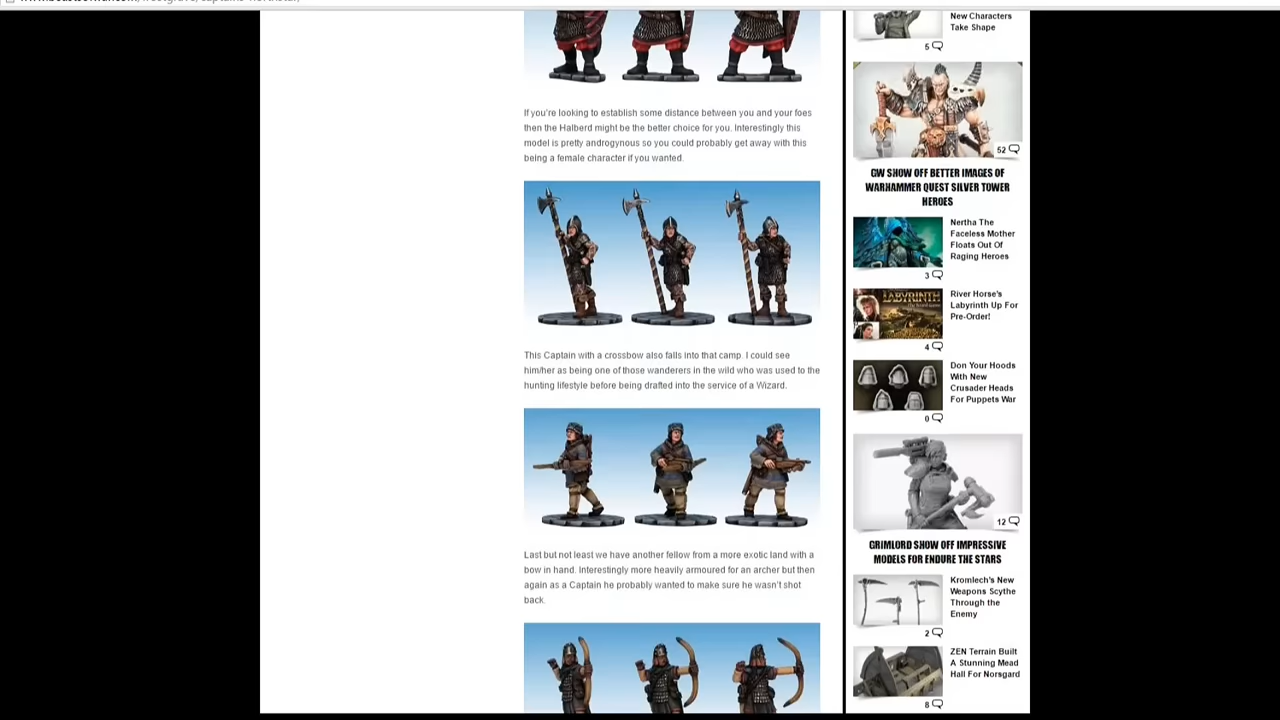 If you're looking to establish some distance between you and your foes
then the Halberd might be the better choice for you. Interestingly this
model is pretty androgynous so you could probably get away with this
being a female character if you wanted.
This Captain with a crossbow also falls into that camp. I could see
him/her as being one of those wanderers in the wild who was used to the
hunting lifestyle before being drafted into the service of a Wizard.
Last but not least we have another fellow from a more exotic land with a
bow in hand. Interestingly more heavily armoured for an archer but then
again as a Captain he probably wanted to make sure he wasn't shot
back.
New Characters
Take Shape
5
52
GW SHOW OFF BETTER IMAGES OF
WARHAMMER QUEST SILVER TOWER
HEROES
Nertha The
Faceless Mother
Floats Out Of
Raging Heroes
3
LABYRINTH
River Horse's
Labyrinth Up For
Pre-Order!
4
Don Your Hoods
With New
Crusader Heads
For Puppets War
0
12
GRIMLORD SHOW OFF IMPRESSIVE
MODELS FOR ENDURE THE STARS
Kromlech's New
Weapons Scythe
Through the
Enemy
2
ZEN Terrain Built
A Stunning Mead
Hall For Norsgard
8